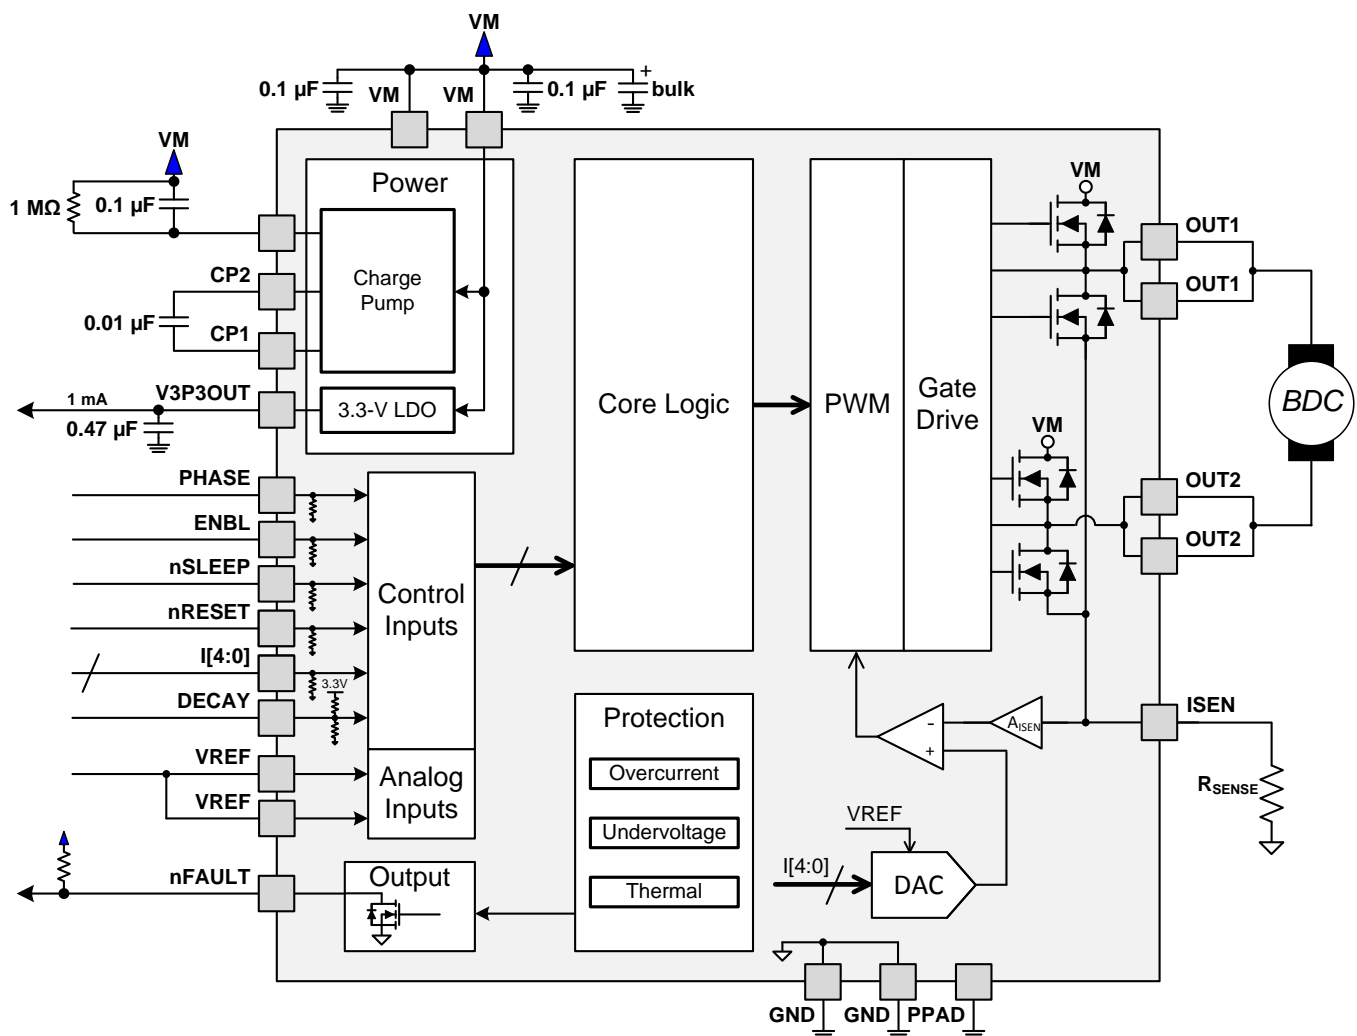 VM
0.1 µF
VM
VM
0.1 µF
+
bulk
VM
1 MΩ
0.1 µF
Power
Charge
Pump
CP2
0.01 µF
CP1
V3P3OUT
1 mA
0.47 µF
3.3-V LDO
Core Logic
PWM
Gate
Drive
VM
OUT1
OUT1
BDC
VM
OUT2
OUT2
PHASE
ENBL
nSLEEP
nRESET
I[4:0]
3.3V
DECAY
Control
Inputs
VREF
VREF
Analog
Inputs
nFAULT
Output
Protection
Overcurrent
Undervoltage
Thermal
-
+
AISEN
ISEN
RSENSE
VREF
I[4:0]
DAC
GND
GND
PPAD